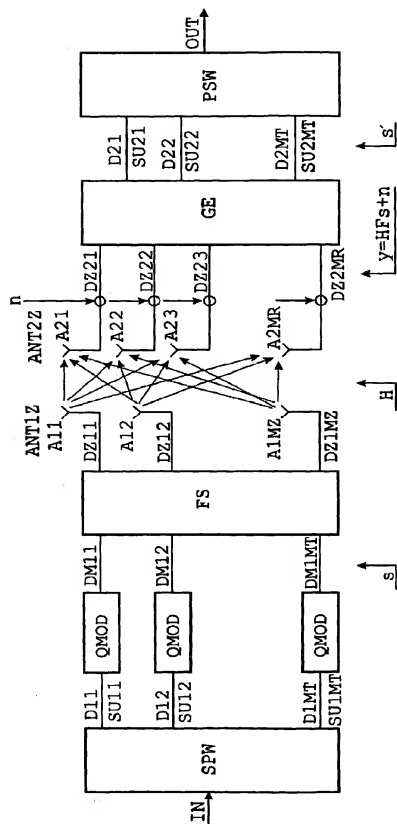 IN
SPW
D11
SU11
D12
SU12
D1MT
SU1MT
QMOD
QMOD
QMOD
DM11
DM12
DM1MT
s
FS
ANT1Z
A11
DZ11
A12
DZ12
A1MZ
DZ1MZ
H
n
ANT2Z
A21
DZ21
A22
DZ22
A23
DZ23
A2MR
DZ2MR
y=HFs+n
GE
D21
SU21
D22
SU22
D2MT
SU2MT
s'
PSW
OUT